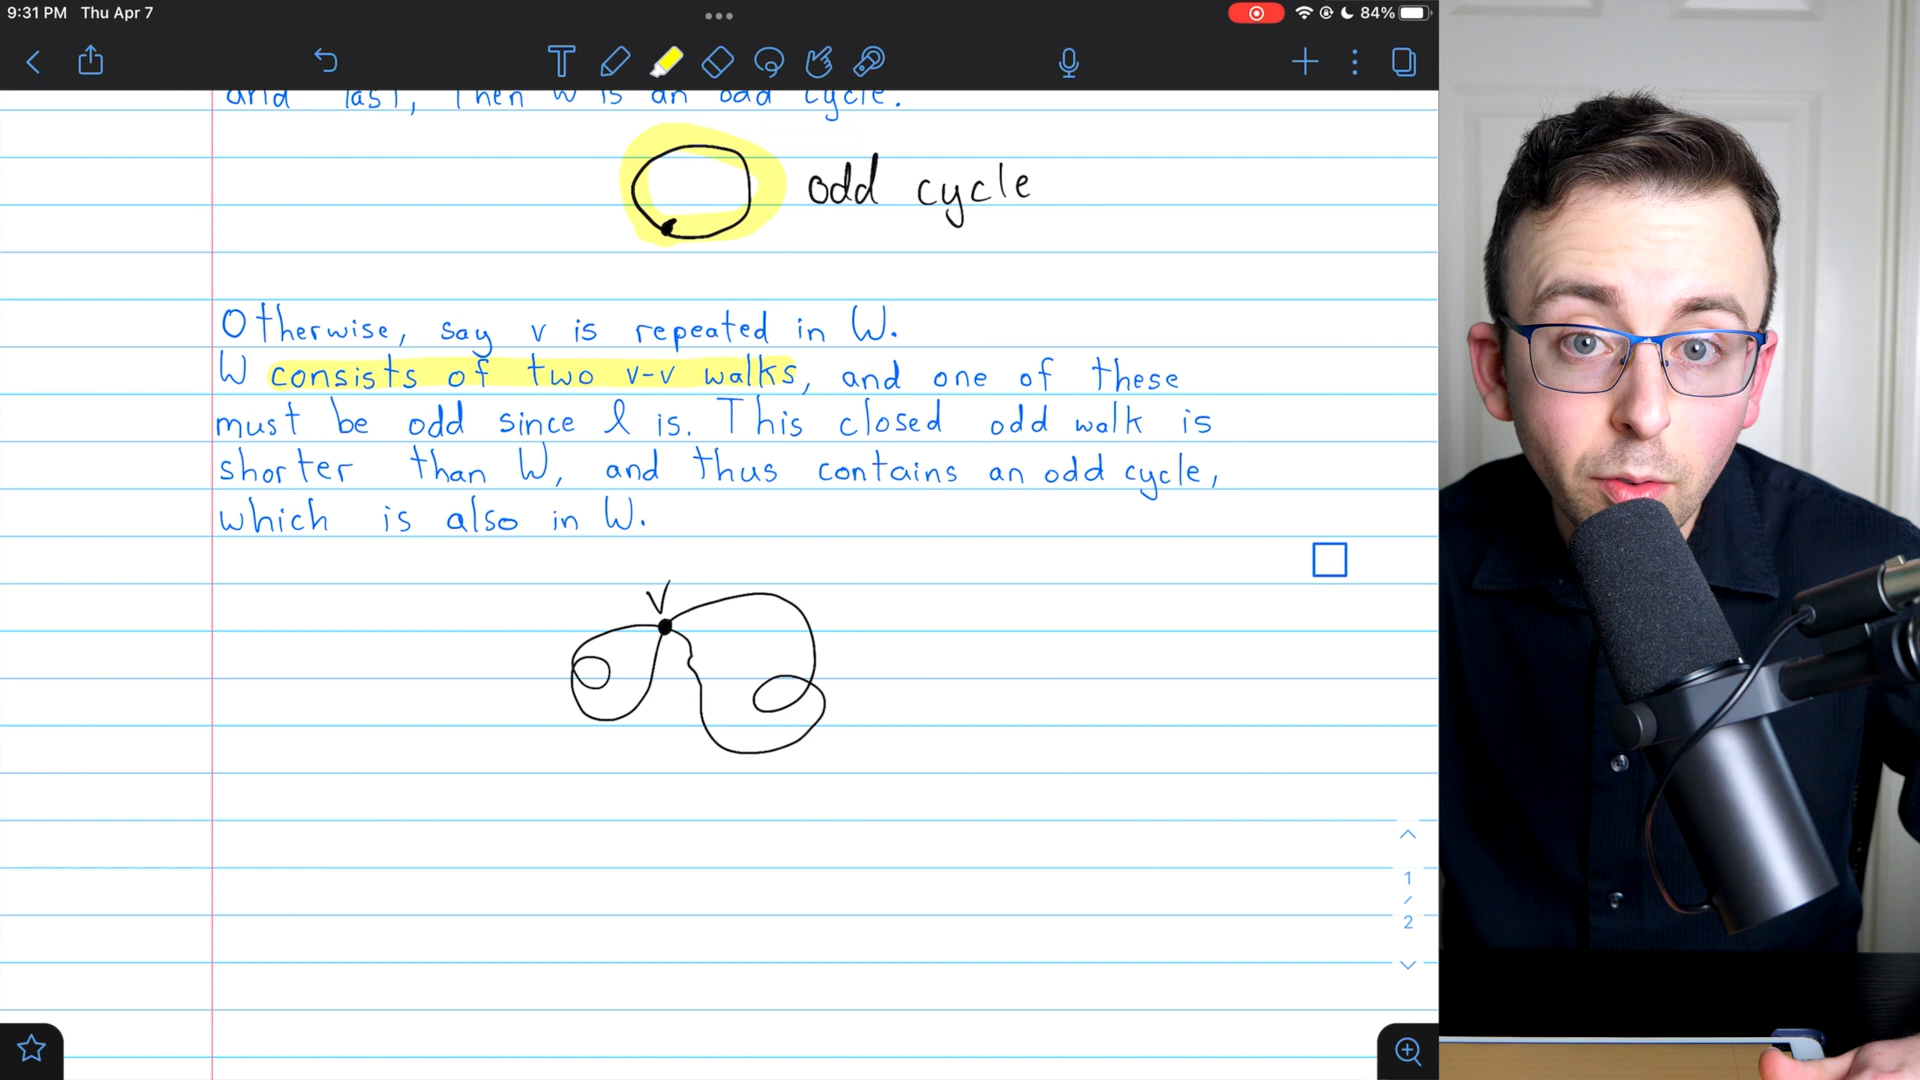 9:31 PM Thu Apr 7
84%
and last, then W is an odd cycle.
odd cycle
Otherwise, say v is repeated in W.
W consists of two v-v walks, and one of these
must be odd since l is. This closed odd walk is
shorter than W, and thus contains an odd cycle,
which is also in W.
V
1
/
2